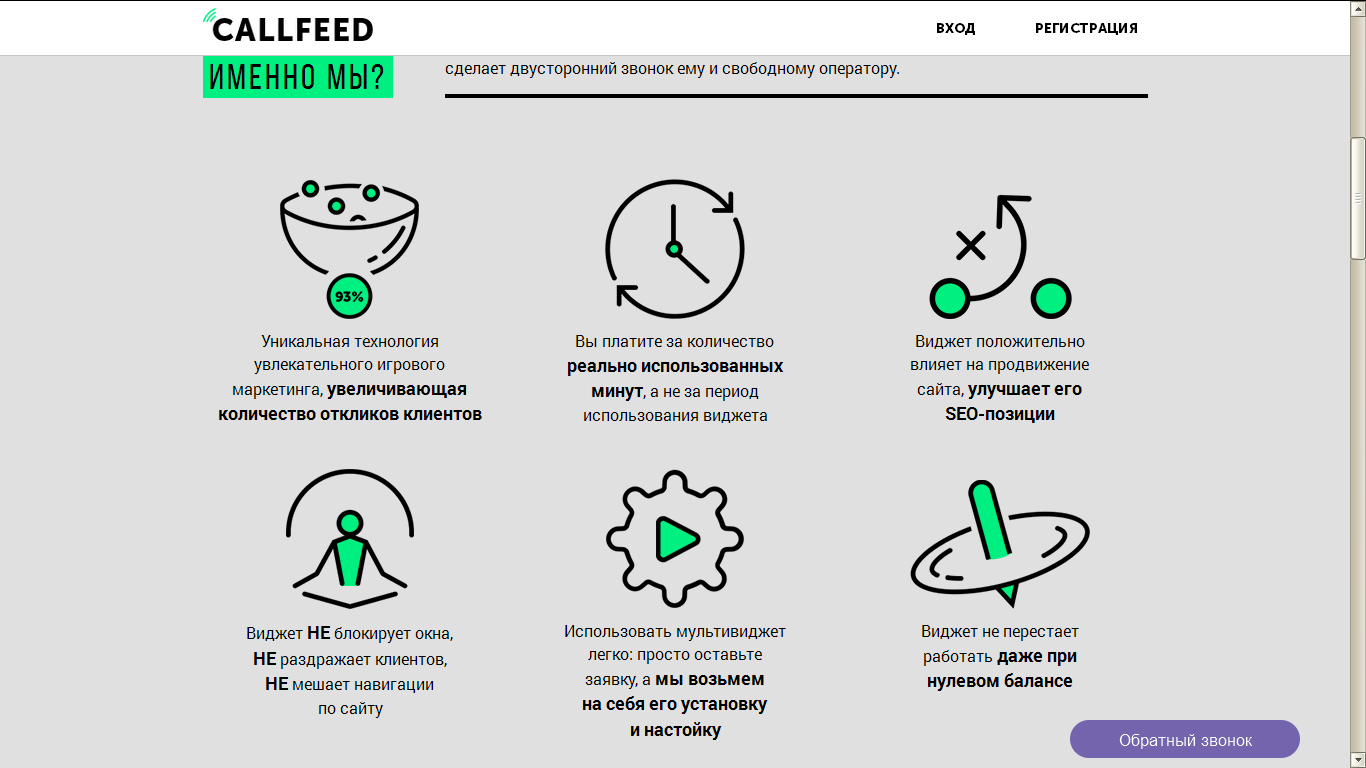 CALLFEED
ВХОД
РЕГИСТРАЦИЯ
ИМЕННО МЫ?
сделает двусторонний звонок ему и свободному оператору.
93%
Уникальная технология
увлекательного игрового
маркетинга, увеличивающая
количество откликов клиентов
Вы платите за количество
реально использованных
минут, а не за период
использования виджета
Виджет положительно
влияет на продвижение
сайта, улучшает его
SEO-позиции
Виджет НЕ блокирует окна,
НЕ раздражает клиентов,
НЕ мешает навигации
по сайту
Использовать мультивиджет
легко: просто оставьте
заявку, а мы возьмем
на себя его установку
и настойку
Виджет не перестает
работать даже при
нулевом балансе
Обратный звонок